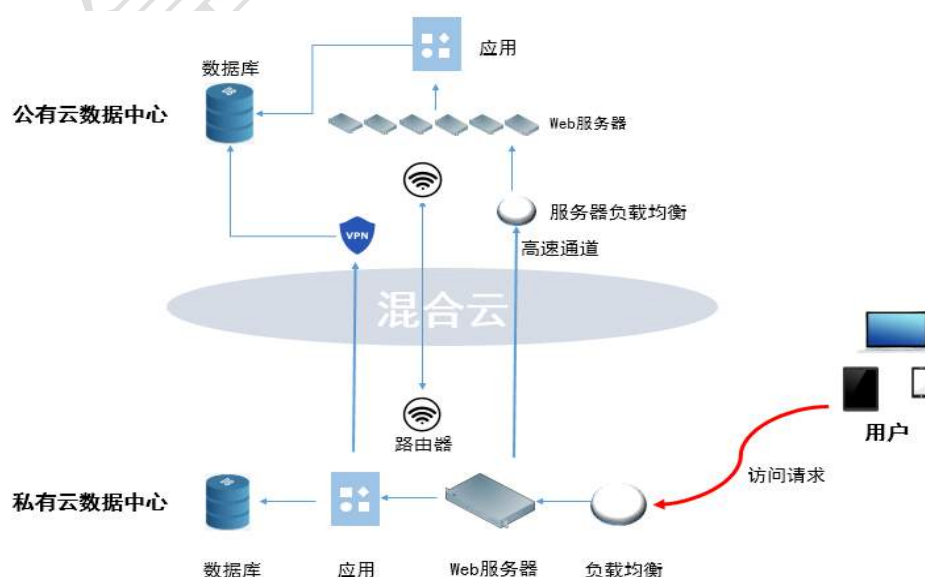 应用
数据库
公有云数据中心
Web服务器
服务器负载均衡
VPN
高速通道
混合云
路由器
用户
访问请求
私有云数据中心
数据库
应用
Web服务器
负载均衡